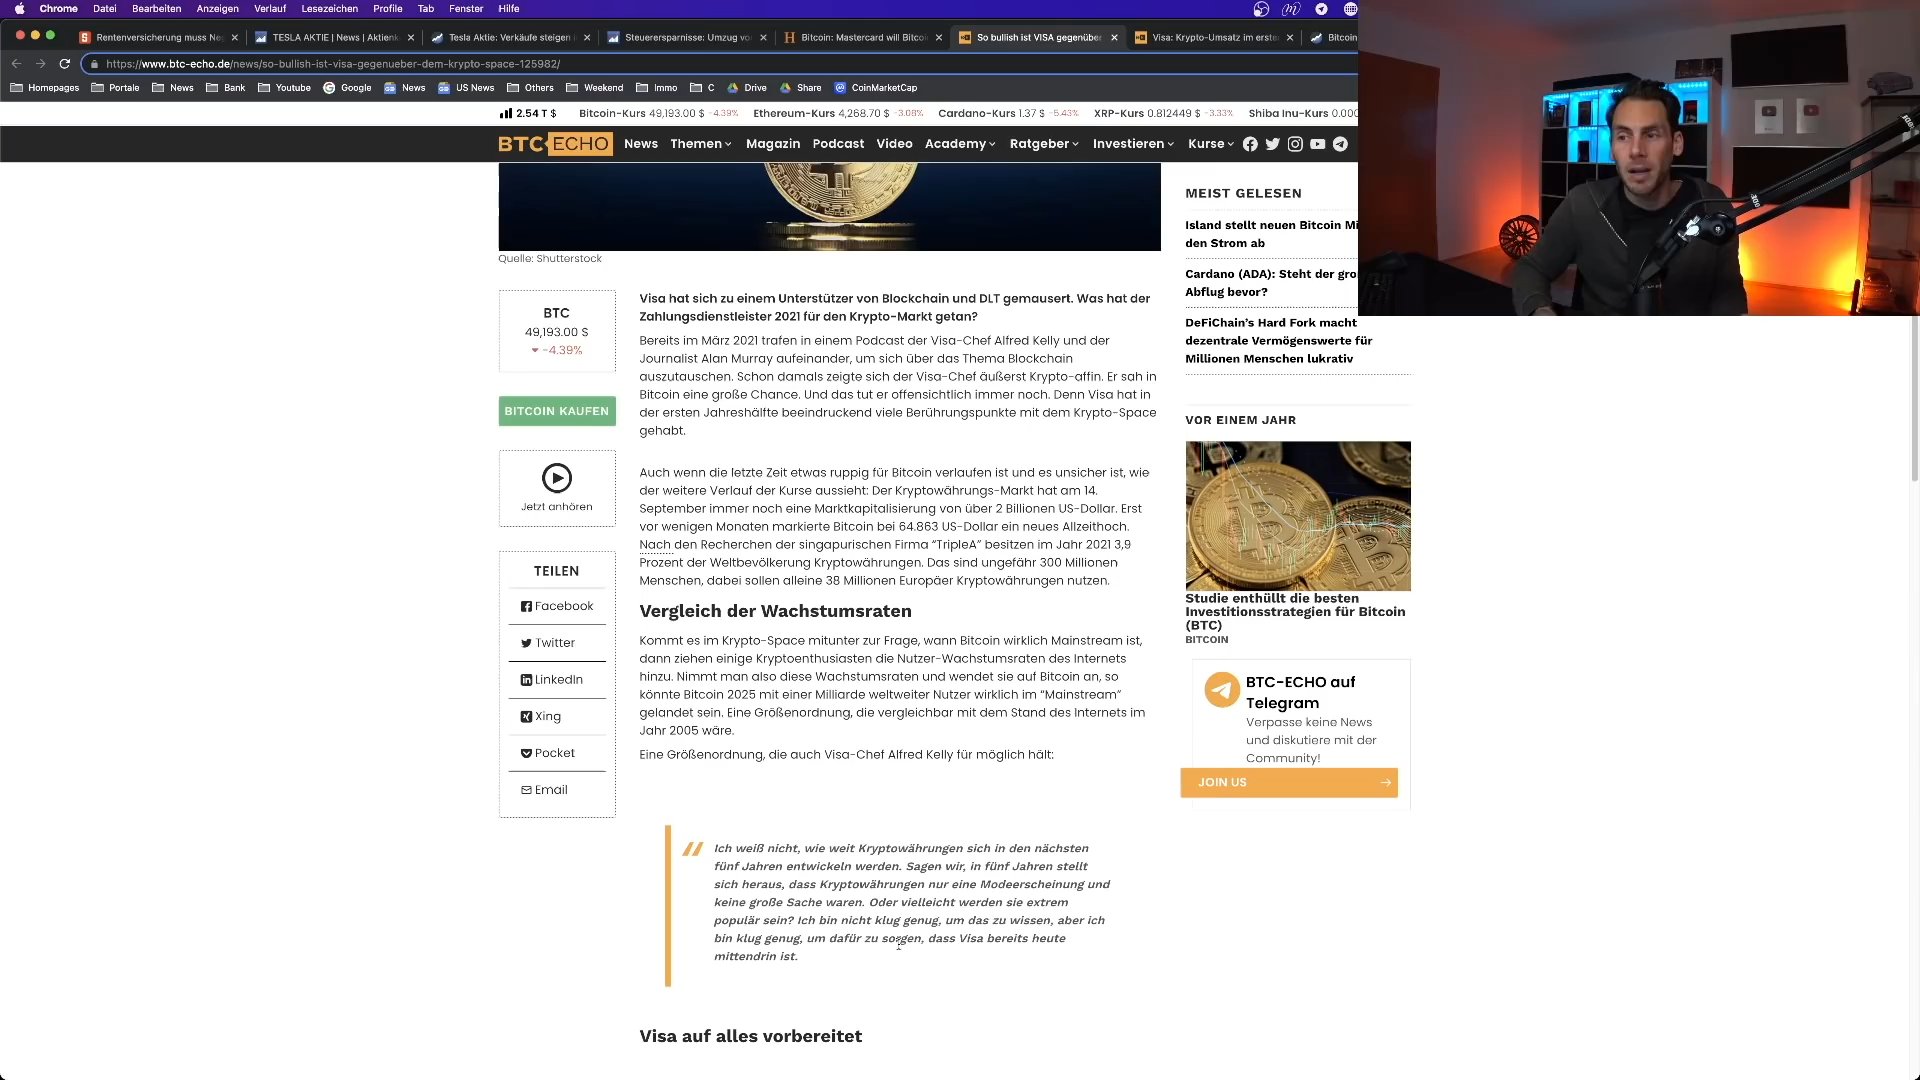 Chrome Datei Bearbeiten Anzeigen Verlauf Lesezeichen Profile Tab Fenster Hilfe
Rentenversicherung muss Ne
TESLA AKTIE | News | Aktienk
Tesla Aktie: Verkäufe steigen
Steuerersparnisse: Umzug vo
Bitcoin: Mastercard will Bitco
So bullish ist VISA gegenüber
Visa: Krypto-Umsatz im erste
Bitcoin
https://www.btc-echo.de/news/so-bullish-ist-visa-gegenueber-dem-krypto-space-125982/
Homepages Portale News Bank Youtube Google News US News Others Weekend Immo C Drive Share CoinMarketCap
2.54 T $ Bitcoin-Kurs 49,193.00 $ -4.39% Ethereum-Kurs 4,268.70 $ -3.08% Cardano-Kurs 1.37 $ -5.43% XRP-Kurs 0.812449 $ -3.33% Shiba Inu-Kurs 0.000
BTC ECHO News Themen Magazin Podcast Video Academy Ratgeber Investieren Kurse
Quelle: Shutterstock
BTC
49,193.00 $
-4.39%
BITCOIN KAUFEN
Jetzt anhören
TEILEN
Facebook
Twitter
LinkedIn
Xing
Pocket
Email
Visa hat sich zu einem Unterstützer von Blockchain und DLT gemausert. Was hat der
Zahlungsdienstleister 2021 für den Krypto-Markt getan?
Bereits im März 2021 trafen in einem Podcast der Visa-Chef Alfred Kelly und der
Journalist Alan Murray aufeinander, um sich über das Thema Blockchain
auszutauschen. Schon damals zeigte sich der Visa-Chef äußerst Krypto-affin. Er sah in
Bitcoin eine große Chance. Und das tut er offensichtlich immer noch. Denn Visa hat in
der ersten Jahreshälfte beeindruckend viele Berührungspunkte mit dem Krypto-Space
gehabt.
Auch wenn die letzte Zeit etwas ruppig für Bitcoin verlaufen ist und es unsicher ist, wie
der weitere Verlauf der Kurse aussieht: Der Kryptowährungs-Markt hat am 14.
September immer noch eine Marktkapitalisierung von über 2 Billionen US-Dollar. Erst
vor wenigen Monaten markierte Bitcoin bei 64.863 US-Dollar ein neues Allzeithoch.
Nach den Recherchen der singapurischen Firma “TripleA” besitzen im Jahr 2021 3,9
Prozent der Weltbevölkerung Kryptowährungen. Das sind ungefähr 300 Millionen
Menschen, dabei sollen alleine 38 Millionen Europäer Kryptowährungen nutzen.
Vergleich der Wachstumsraten
Kommt es im Krypto-Space mitunter zur Frage, wann Bitcoin wirklich Mainstream ist,
dann ziehen einige Kryptoenthusiasten die Nutzer-Wachstumsraten des Internets
hinzu. Nimmt man also diese Wachstumsraten und wendet sie auf Bitcoin an, so
könnte Bitcoin 2025 mit einer Milliarde weltweiter Nutzer wirklich im “Mainstream”
gelandet sein. Eine Größenordnung, die vergleichbar mit dem Stand des Internets im
Jahr 2005 wäre.
Eine Größenordnung, die auch Visa-Chef Alfred Kelly für möglich hält:
Ich weiß nicht, wie weit Kryptowährungen sich in den nächsten
fünf Jahren entwickeln werden. Sagen wir, in fünf Jahren stellt
sich heraus, dass Kryptowährungen nur eine Modeerscheinung und
keine große Sache waren. Oder vielleicht werden sie extrem
populär sein? Ich bin nicht klug genug, um das zu wissen, aber ich
bin klug genug, um dafür zu sorgen, dass Visa bereits heute
mittendrin ist.
Visa auf alles vorbereitet
MEIST GELESEN
Island stellt neuen Bitcoin Mi
den Strom ab
Cardano (ADA): Steht der gro
Abflug bevor?
DeFiChain’s Hard Fork macht
dezentrale Vermögenswerte für
Millionen Menschen lukrativ
VOR EINEM JAHR
Studie enthüllt die besten
Investitionsstrategien für Bitcoin
(BTC)
BITCOIN
BTC-ECHO auf
Telegram
Verpasse keine News
und diskutiere mit der
Community!
JOIN US